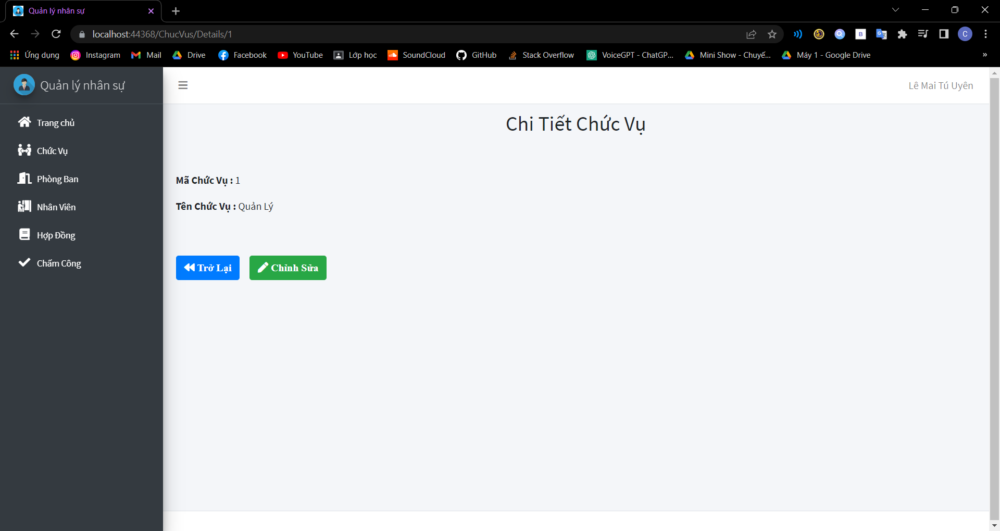 Quản lý nhân sự
localhost:44368/ChucVus/Details/1
C
Ứng dụng Instagram Mail Drive Facebook YouTube Lớp học SoundCloud GitHub Stack Overflow VoiceGPT - ChatGP... Mini Show - Chuyế... Máy 1 - Google Drive »
Quản lý nhân sự
Lê Mai Tú Uyên
Trang chủ
Chức Vụ
Phòng Ban
Nhân Viên
Hợp Đồng
Chấm Công
Chi Tiết Chức Vụ
Mã Chức Vụ : 1
Tên Chức Vụ : Quản Lý
Trở Lại Chỉnh Sửa